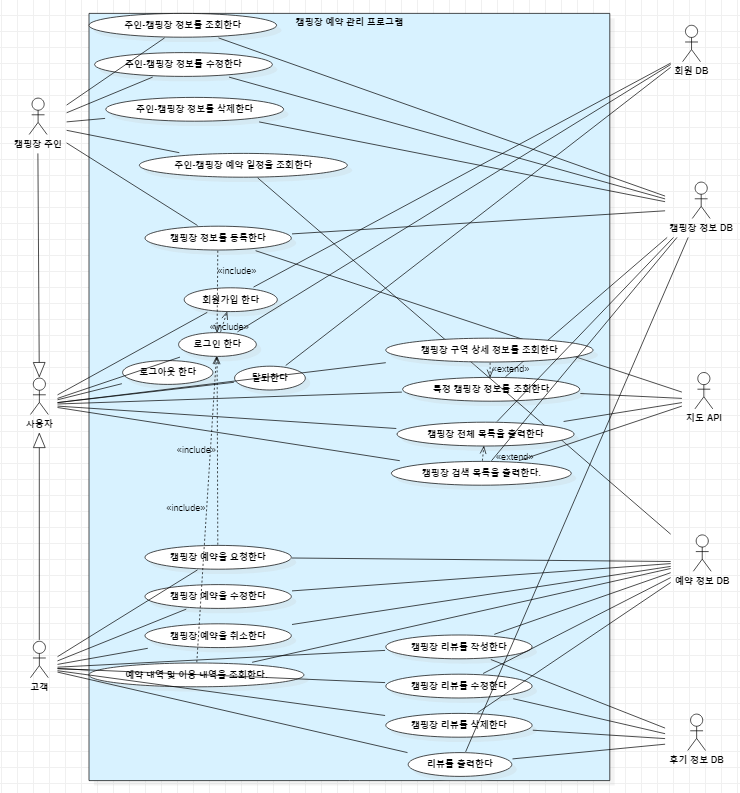 캠핑장 예약 관리 프로그램
주인-캠핑장 정보를 조회한다
주인-캠핑장 정보를 수정한다
회원 DB
주인-캠핑장 정보를 삭제한다
캠핑장 주인
주인-캠핑장 예약 일정을 조회한다
캠핑장 정보 DB
캠핑장 정보를 등록한다
«include»
회원가입 한다
«include»
로그인 한다
캠핑장 구역 상세 정보를 조회한다
로그아웃 한다
탈퇴한다
«extend»
특정 캠핑장 정보를 조회한다
사용자
지도 API
캠핑장 전체 목록을 출력한다
«include»
«extend»
캠핑장 검색 목록을 출력한다.
«include»
캠핑장 예약을 요청한다
예약 정보 DB
캠핑장 예약을 수정한다
캠핑장 예약을 취소한다
캠핑장 리뷰를 작성한다
예약 내역 및 이용 내역을 조회한다
고객
캠핑장 리뷰를 수정한다
캠핑장 리뷰를 삭제한다
후기 정보 DB
리뷰를 출력한다